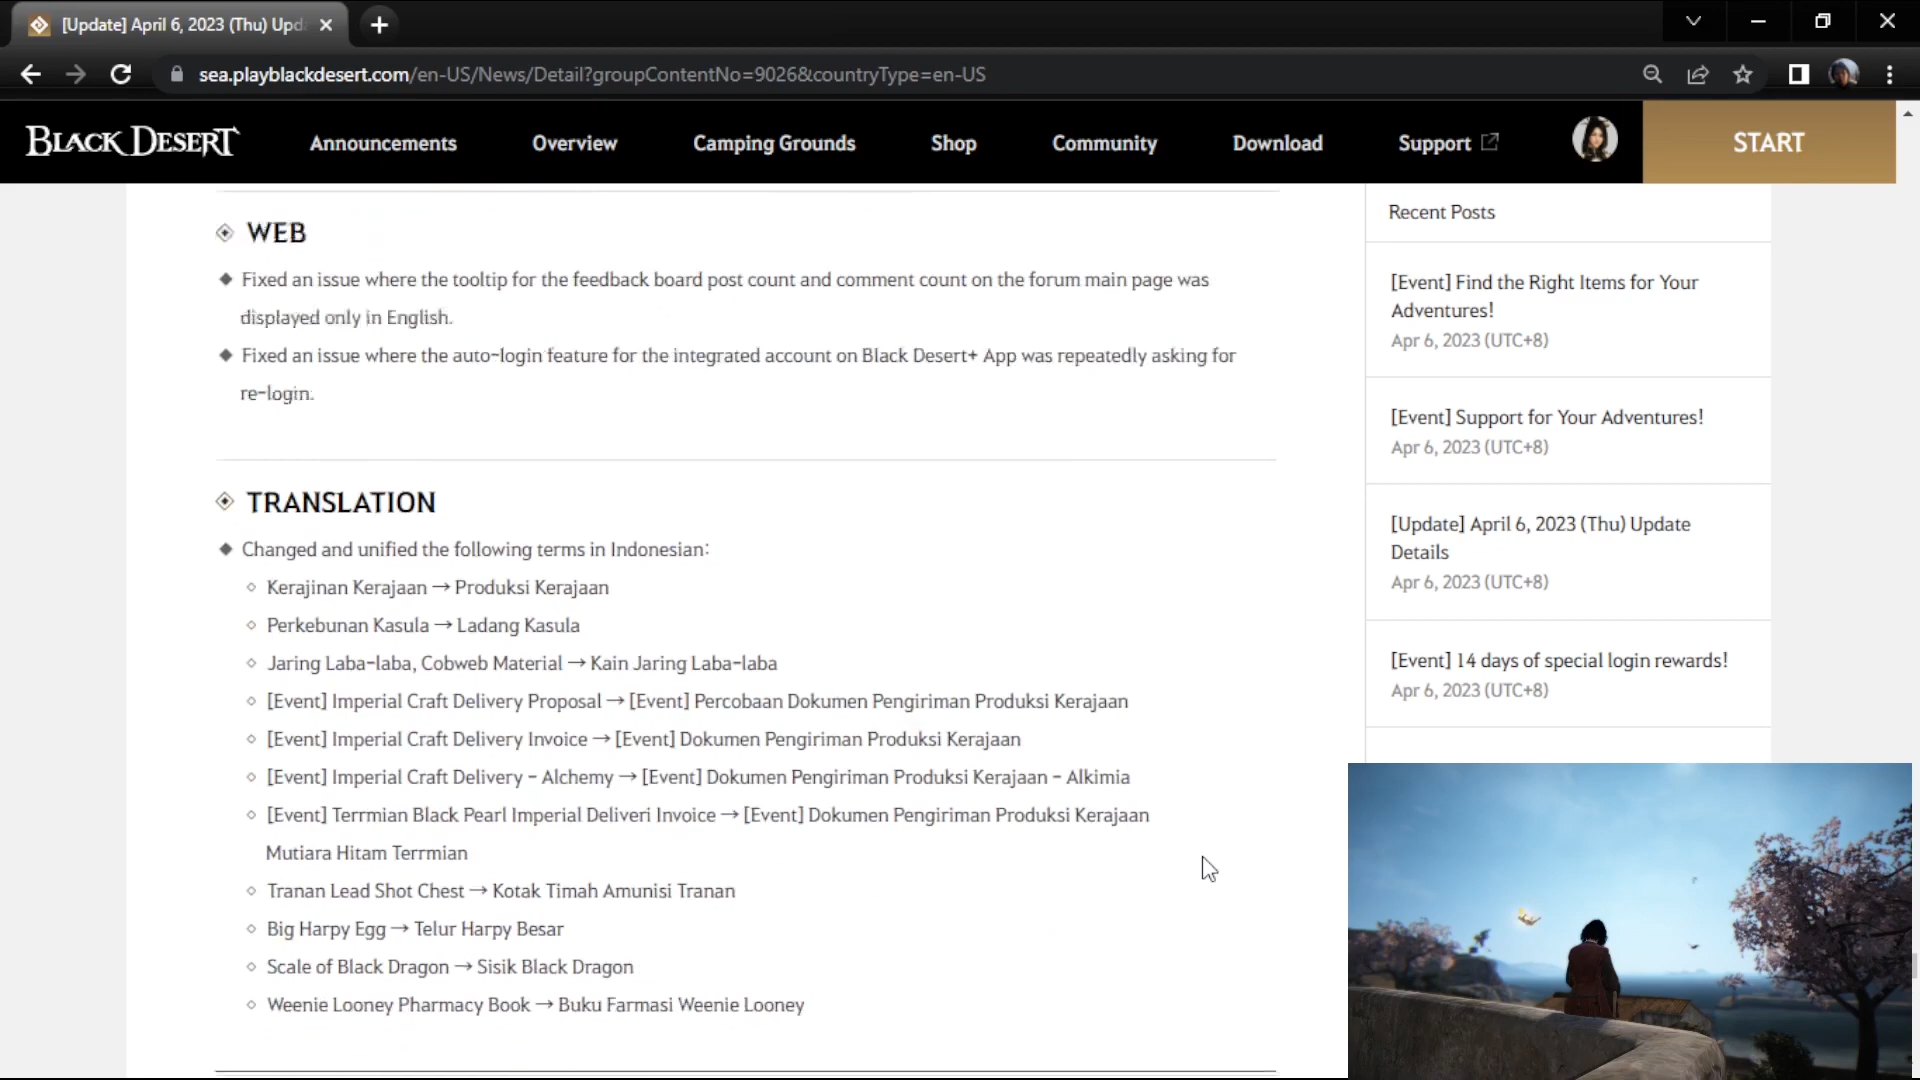 [Update] April 6, 2023 (Thu) Upd
sea.playblackdesert.com/en-US/News/Detail?groupContentNo=9026&countryType=en-US
BLACK DESERT
Announcements
Overview
Camping Grounds
Shop
Community
Download
Support
START
WEB
Fixed an issue where the tooltip for the feedback board post count and comment count on the forum main page was
displayed only in English.
Fixed an issue where the auto-login feature for the integrated account on Black Desert+ App was repeatedly asking for
re-login.
TRANSLATION
Changed and unified the following terms in Indonesian:
Kerajinan Kerajaan → Produksi Kerajaan
Perkebunan Kasula → Ladang Kasula
Jaring Laba-laba, Cobweb Material → Kain Jaring Laba-laba
[Event] Imperial Craft Delivery Proposal → [Event] Percobaan Dokumen Pengiriman Produksi Kerajaan
[Event] Imperial Craft Delivery Invoice → [Event] Dokumen Pengiriman Produksi Kerajaan
[Event] Imperial Craft Delivery - Alchemy → [Event] Dokumen Pengiriman Produksi Kerajaan - Alkimia
[Event] Terrmian Black Pearl Imperial Deliveri Invoice → [Event] Dokumen Pengiriman Produksi Kerajaan
Mutiara Hitam Terrmian
Tranan Lead Shot Chest → Kotak Timah Amunisi Tranan
Big Harpy Egg → Telur Harpy Besar
Scale of Black Dragon → Sisik Black Dragon
Weenie Looney Pharmacy Book → Buku Farmasi Weenie Looney
Recent Posts
[Event] Find the Right Items for Your
Adventures!
Apr 6, 2023 (UTC+8)
[Event] Support for Your Adventures!
Apr 6, 2023 (UTC+8)
[Update] April 6, 2023 (Thu) Update
Details
Apr 6, 2023 (UTC+8)
[Event] 14 days of special login rewards!
Apr 6, 2023 (UTC+8)